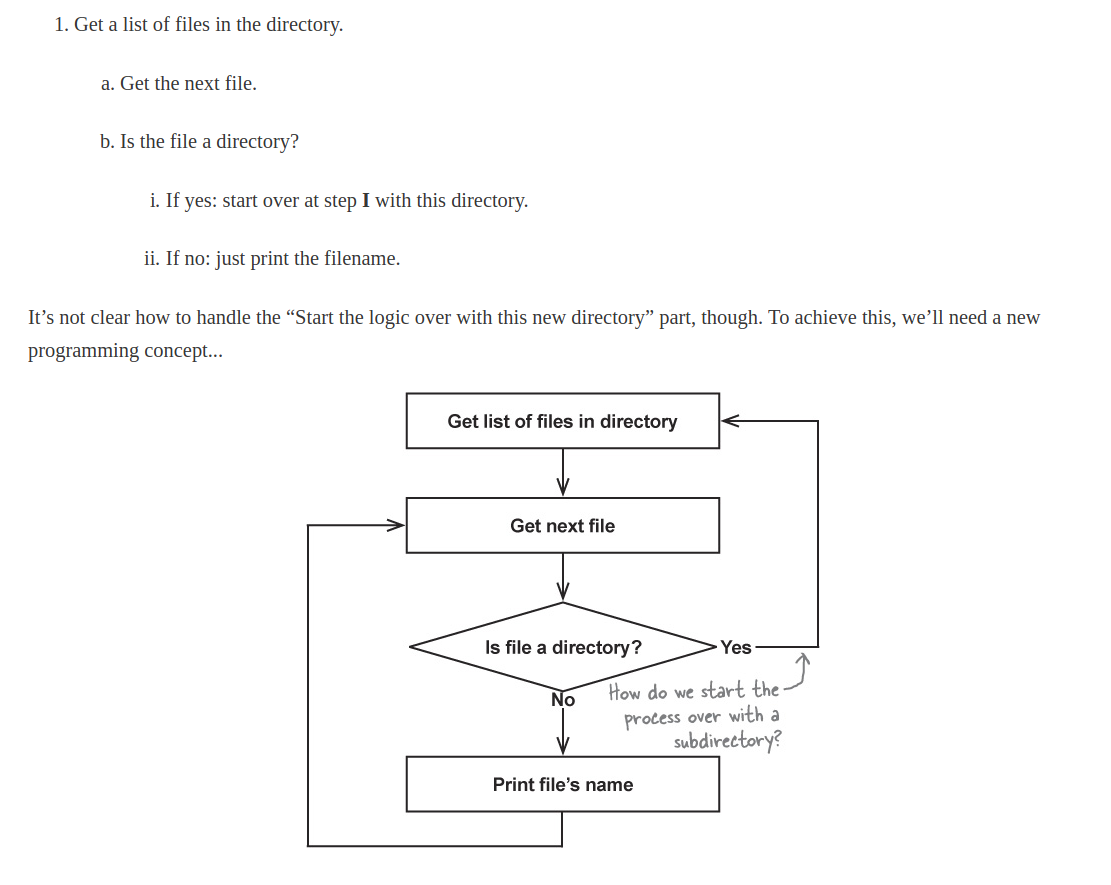 1. Get a list of files in the directory.
a. Get the next file.
b. Is the file a directory?
i. If yes: start over at step I with this directory.
ii. If no: just print the filename.
It’s not clear how to handle the “Start the logic over with this new directory” part, though. To achieve this, we’ll need a new
programming concept...
Get list of files in directory
Get next file
Is file a directory?
Yes
No
How do we start the
process over with a
subdirectory?
Print file’s name